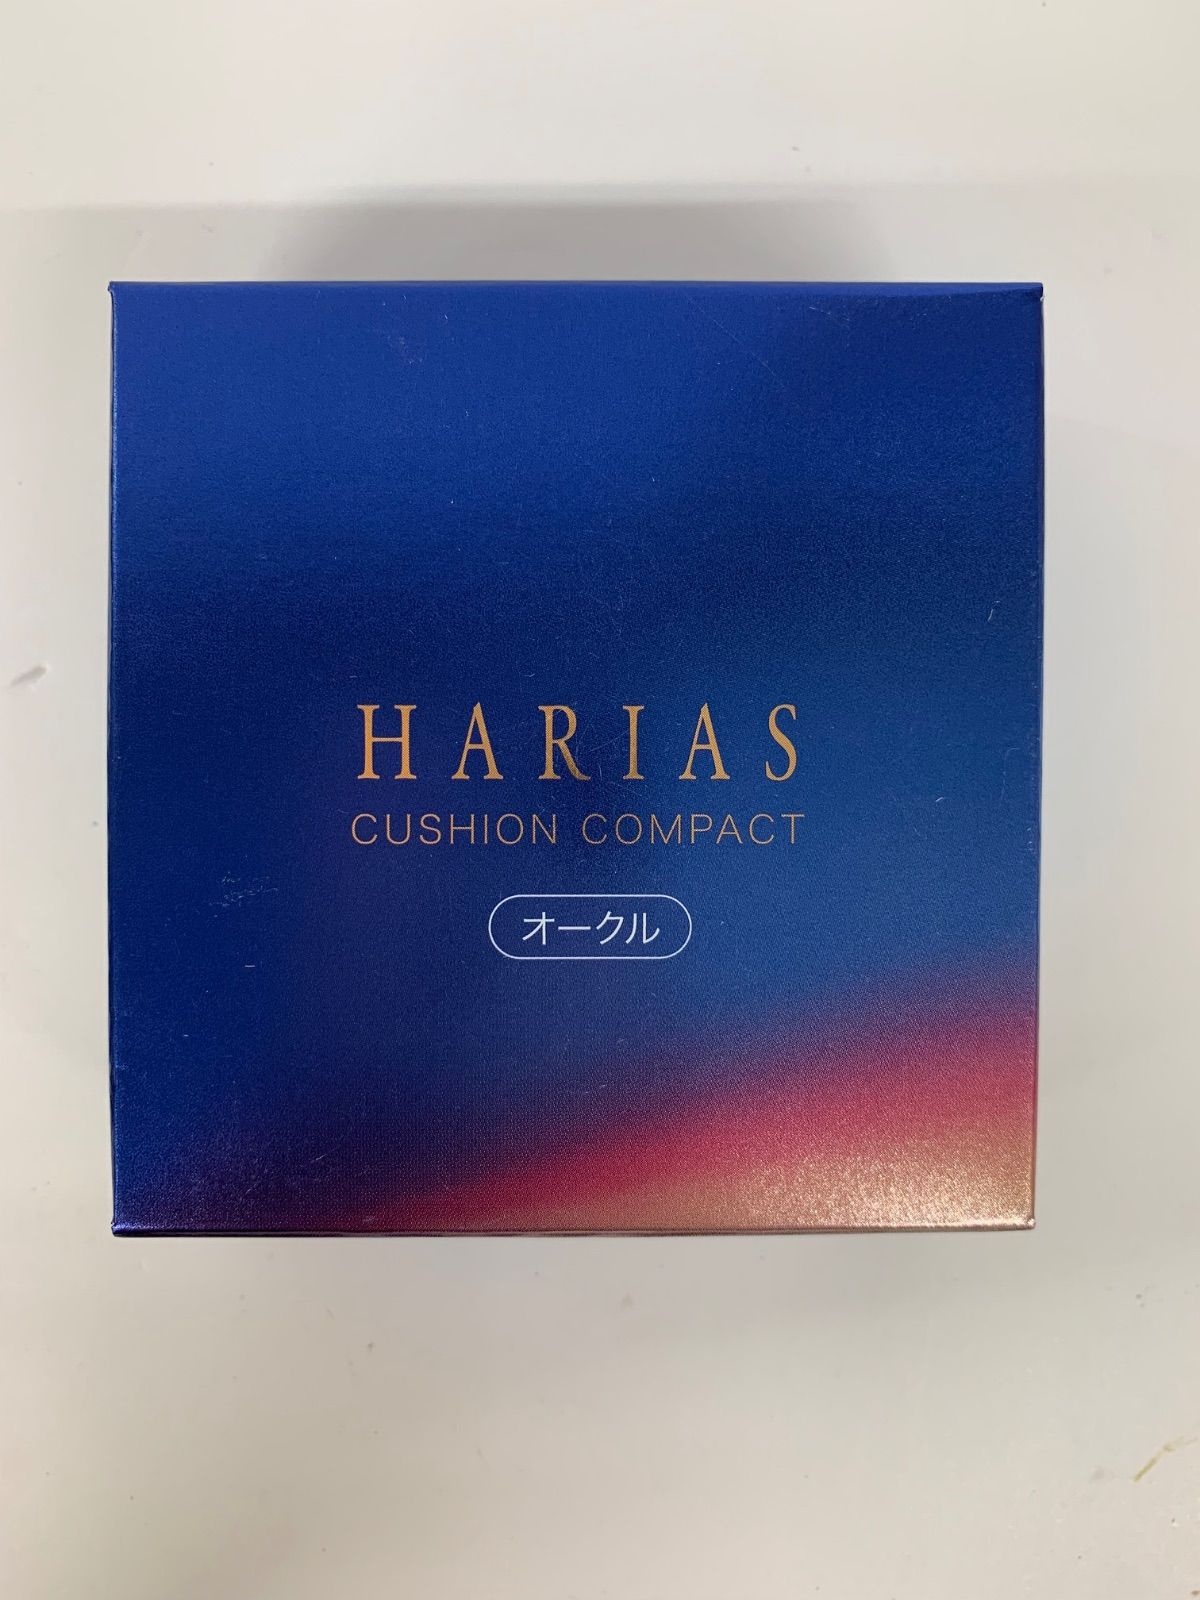 HARIAS
CUSHION COMPACT
オークル